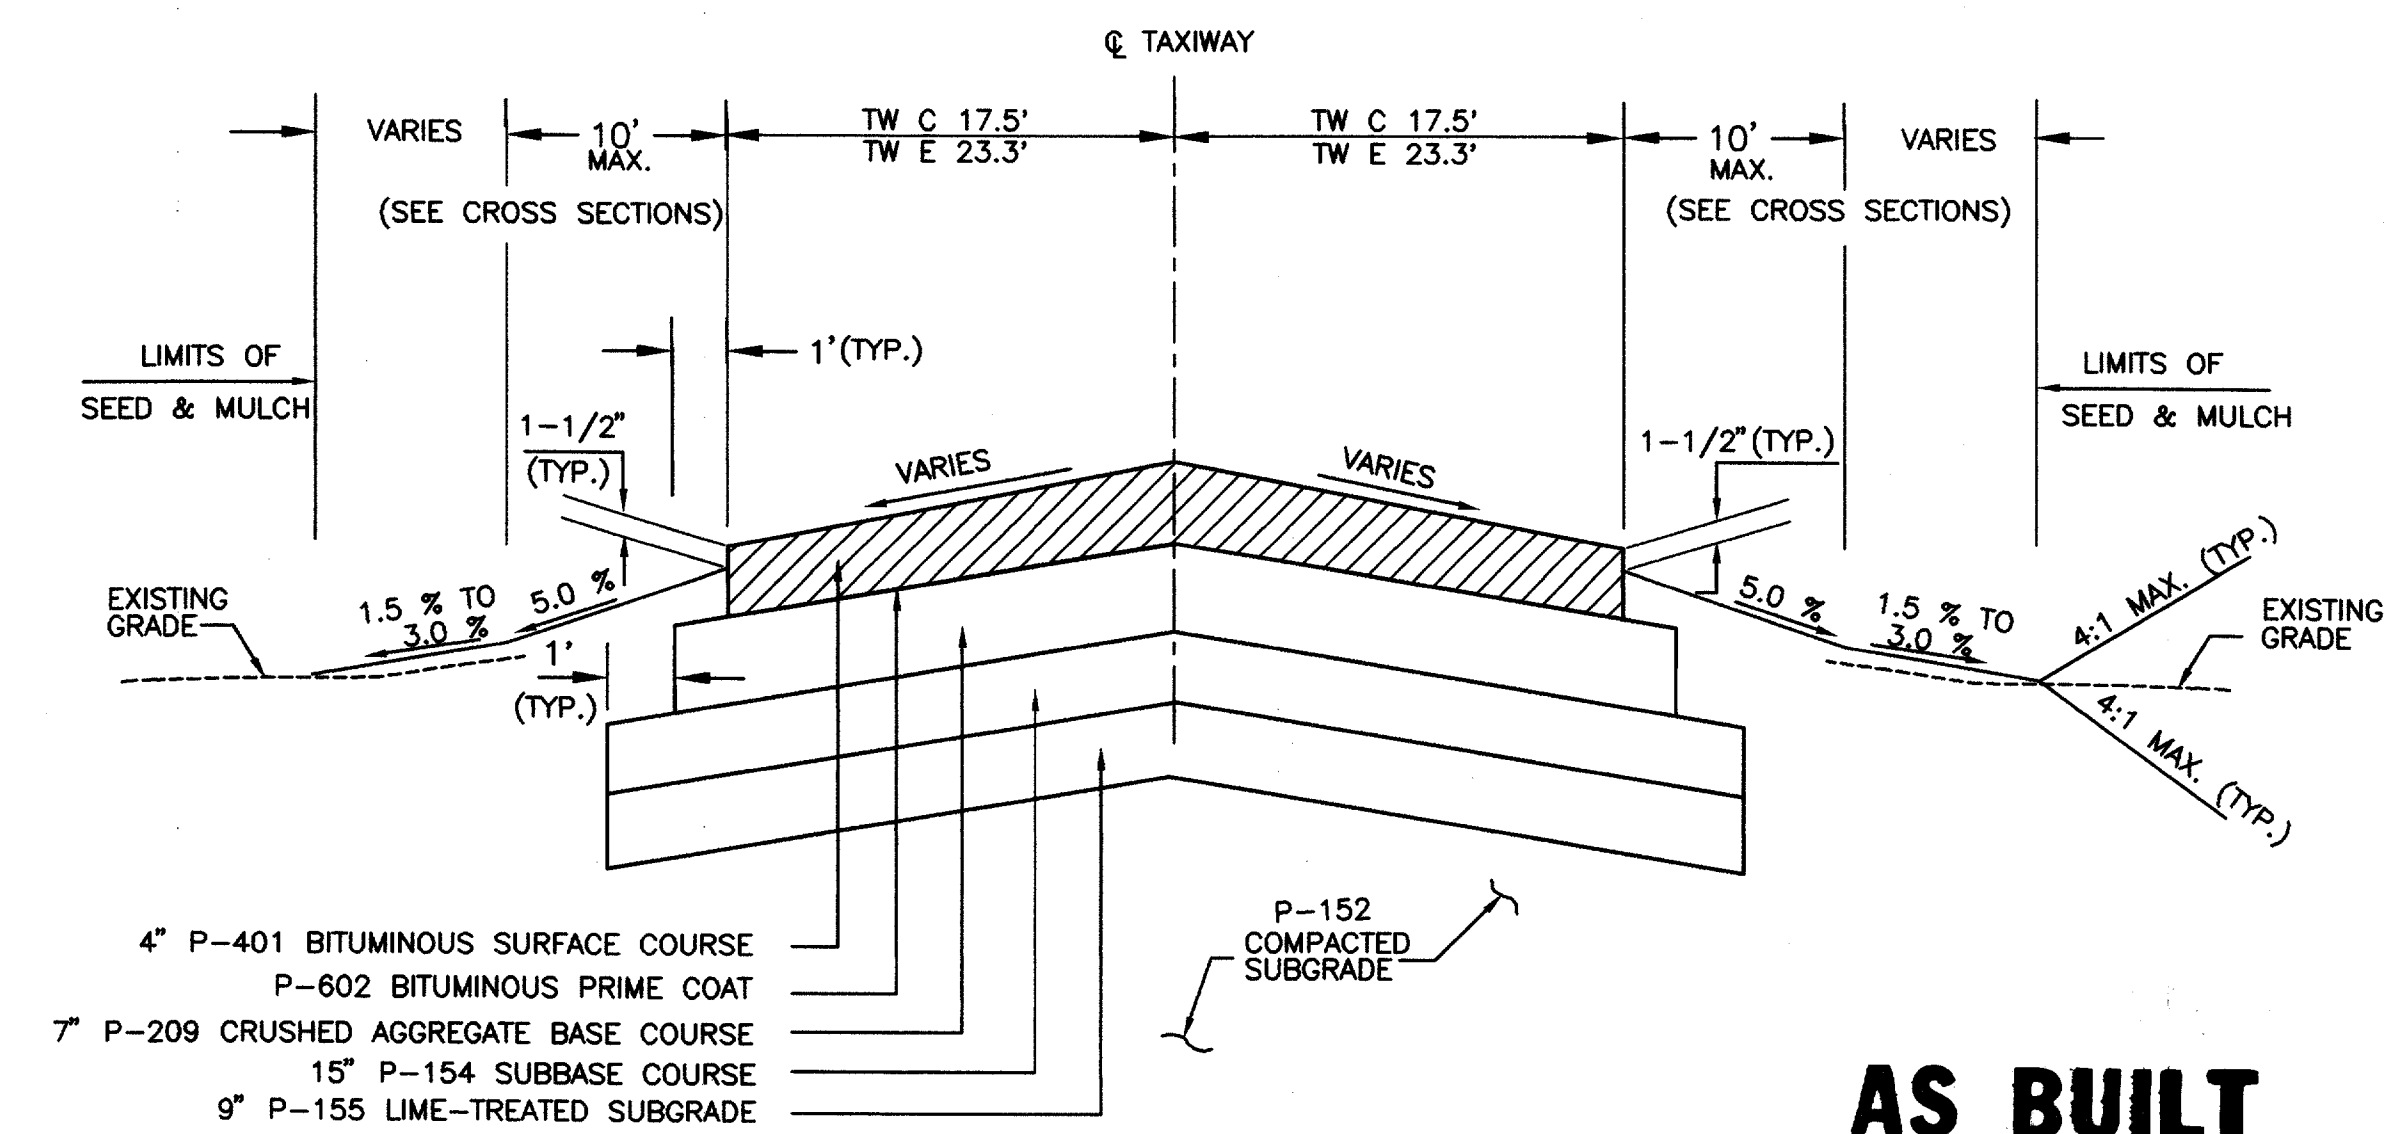 ℄ TAXIWAY
VARIES
10'
MAX.
TW C 17.5'
TW E 23.3'
TW C 17.5'
TW E 23.3'
10'
MAX.
VARIES
(SEE CROSS SECTIONS)
(SEE CROSS SECTIONS)
LIMITS OF
SEED & MULCH
1'(TYP.)
LIMITS OF
SEED & MULCH
1-1/2"
(TYP.)
VARIES
VARIES
1-1/2"(TYP.)
EXISTING
GRADE
1.5 % TO
3.0 %
5.0 %
1'
(TYP.)
5.0 %
1.5 % TO
3.0 %
4:1 MAX. (TYP.)
EXISTING
GRADE
4:1 MAX. (TYP.)
P-152
COMPACTED
SUBGRADE
4" P-401 BITUMINOUS SURFACE COURSE
P-602 BITUMINOUS PRIME COAT
7" P-209 CRUSHED AGGREGATE BASE COURSE
15" P-154 SUBBASE COURSE
9" P-155 LIME-TREATED SUBGRADE
AS BUILT